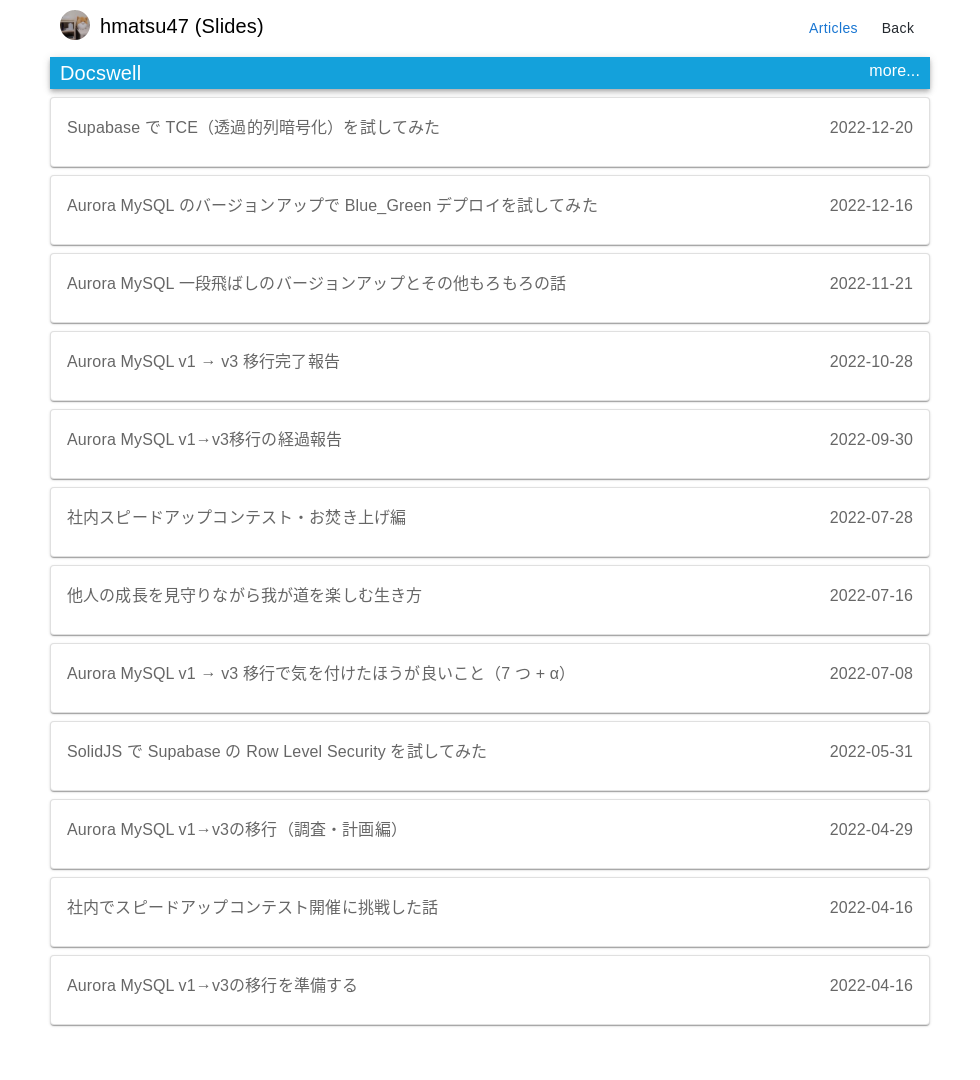 hmatsu47 (Slides)
Articles
Back
Docswell
more...
Supabase で TCE（透過的列暗号化）を試してみた
2022-12-20
Aurora MySQL のバージョンアップで Blue_Green デプロイを試してみた
2022-12-16
Aurora MySQL 一段飛ばしのバージョンアップとその他もろもろの話
2022-11-21
Aurora MySQL v1 → v3 移行完了報告
2022-10-28
Aurora MySQL v1→v3移行の経過報告
2022-09-30
社内スピードアップコンテスト・お焚き上げ編
2022-07-28
他人の成長を見守りながら我が道を楽しむ生き方
2022-07-16
Aurora MySQL v1 → v3 移行で気を付けたほうが良いこと（7 つ + α）
2022-07-08
SolidJS で Supabase の Row Level Security を試してみた
2022-05-31
Aurora MySQL v1→v3の移行（調査・計画編）
2022-04-29
社内でスピードアップコンテスト開催に挑戦した話
2022-04-16
Aurora MySQL v1→v3の移行を準備する
2022-04-16